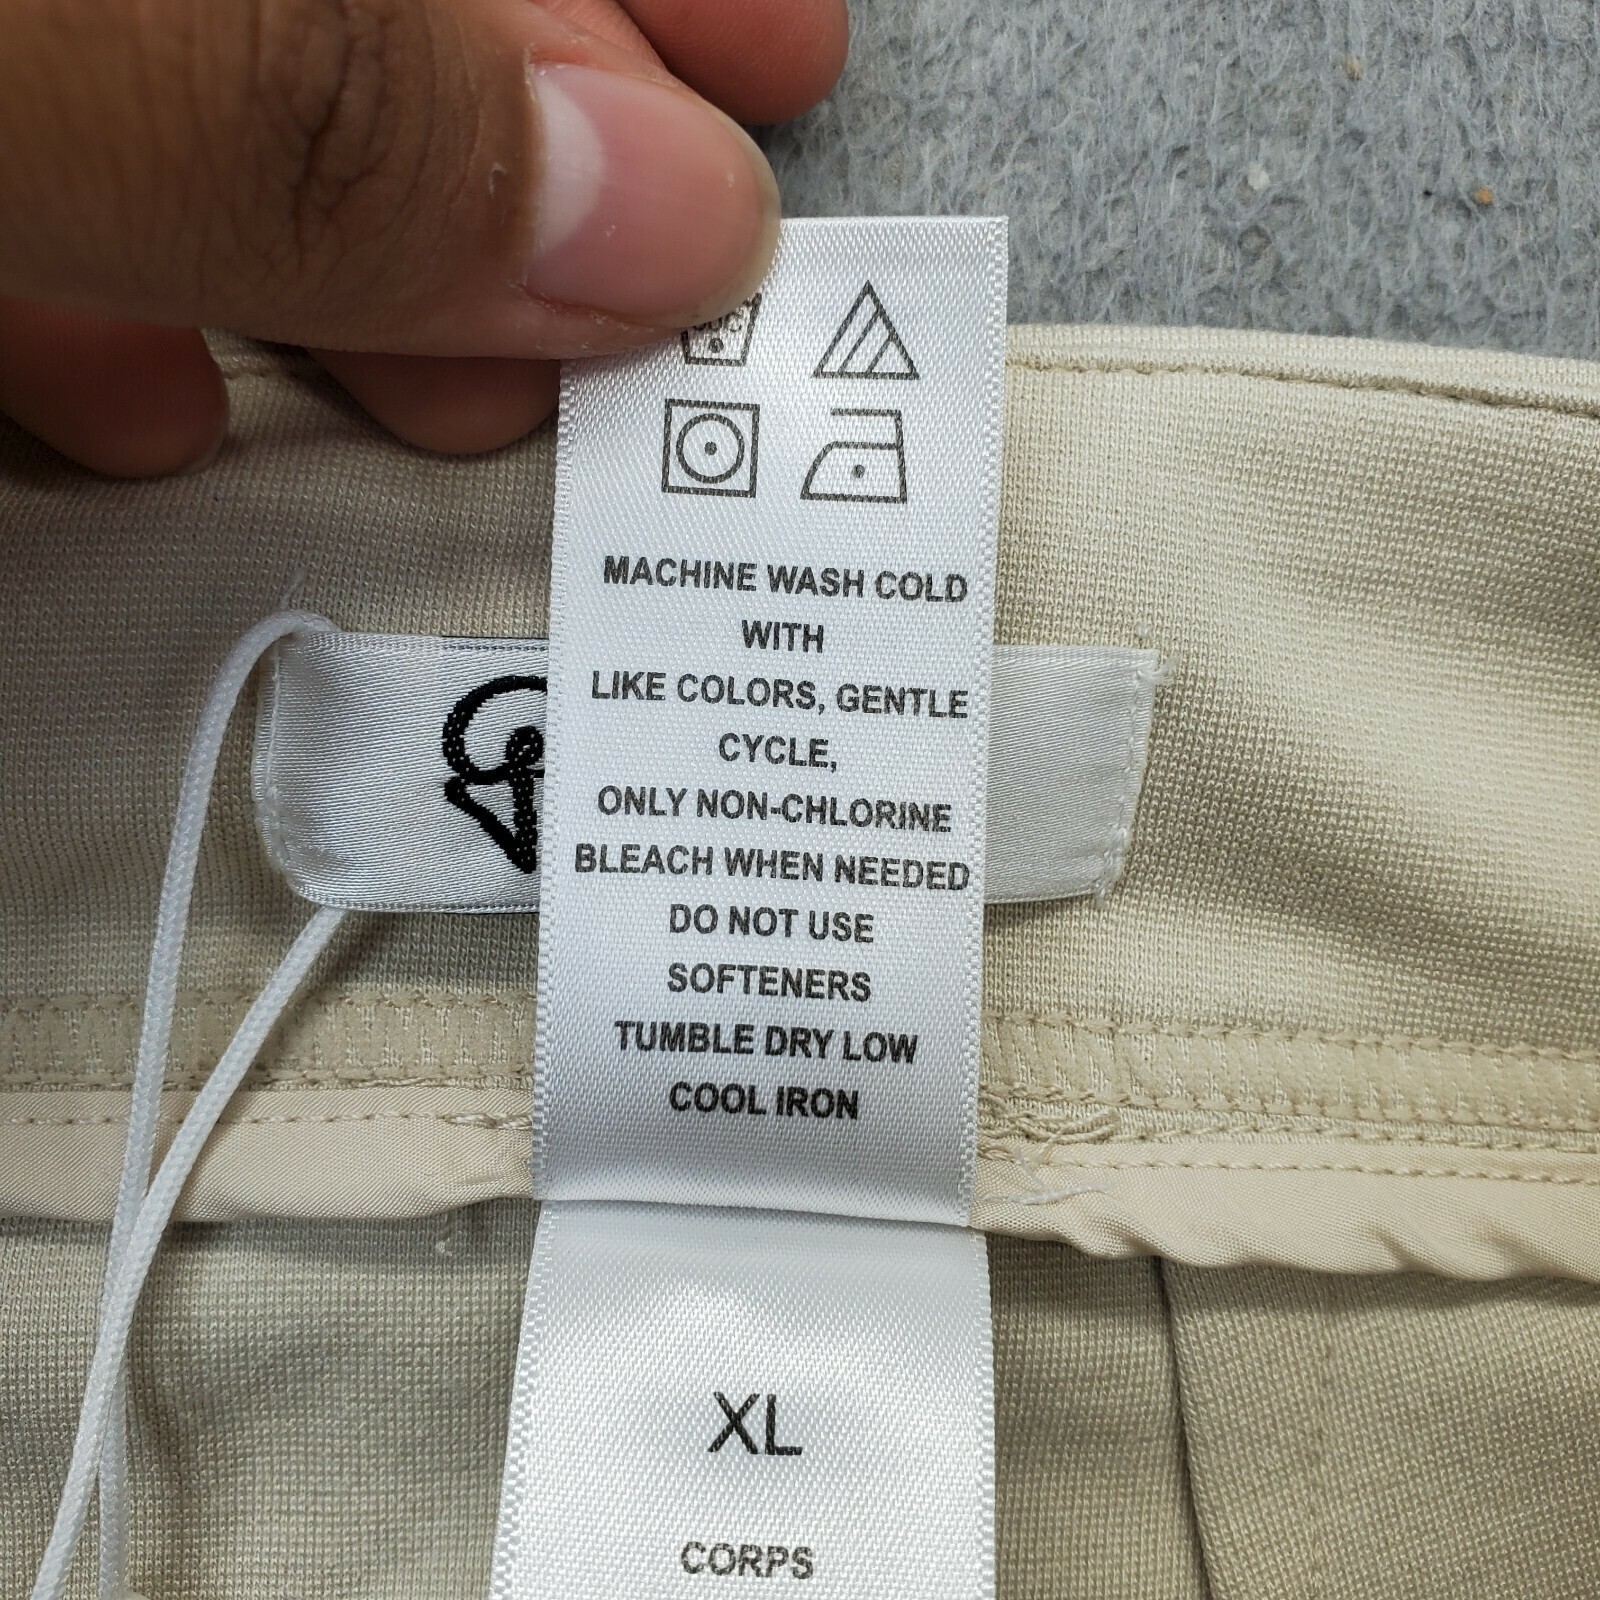 MACHINE WASH COLD
WITH
LIKE COLORS, GENTLE
CYCLE,
ONLY NON-CHLORINE
BLEACH WHEN NEEDED
DO NOT USE
SOFTENERS
TUMBLE DRY LOW
COOL IRON
XL
CORPS